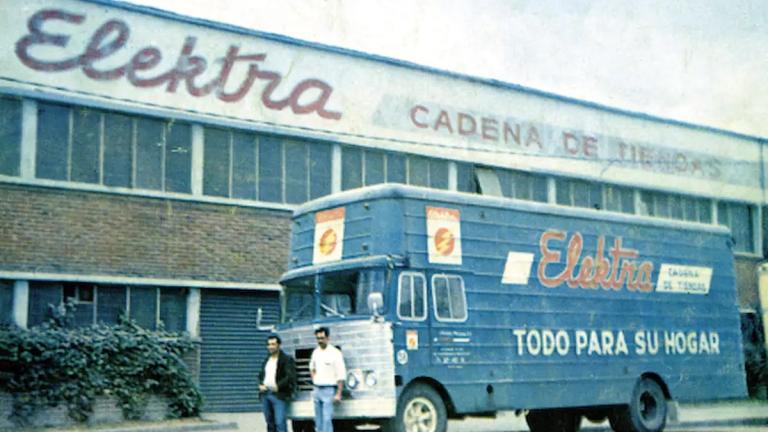 Elektra
CADENA DE TIENDAS
Elektra
CADENA
DE TIENDAS
TODO PARA SU HOGAR